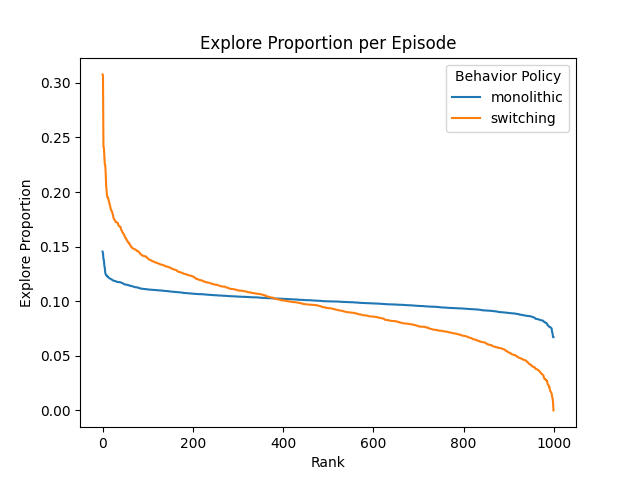 Explore Proportion per Episode
Behavior Policy
monolithic
switching
Explore Proportion
0.30
0.25
0.20
0.15
0.10
0.05
0.00
0
200
400
600
800
1000
Rank